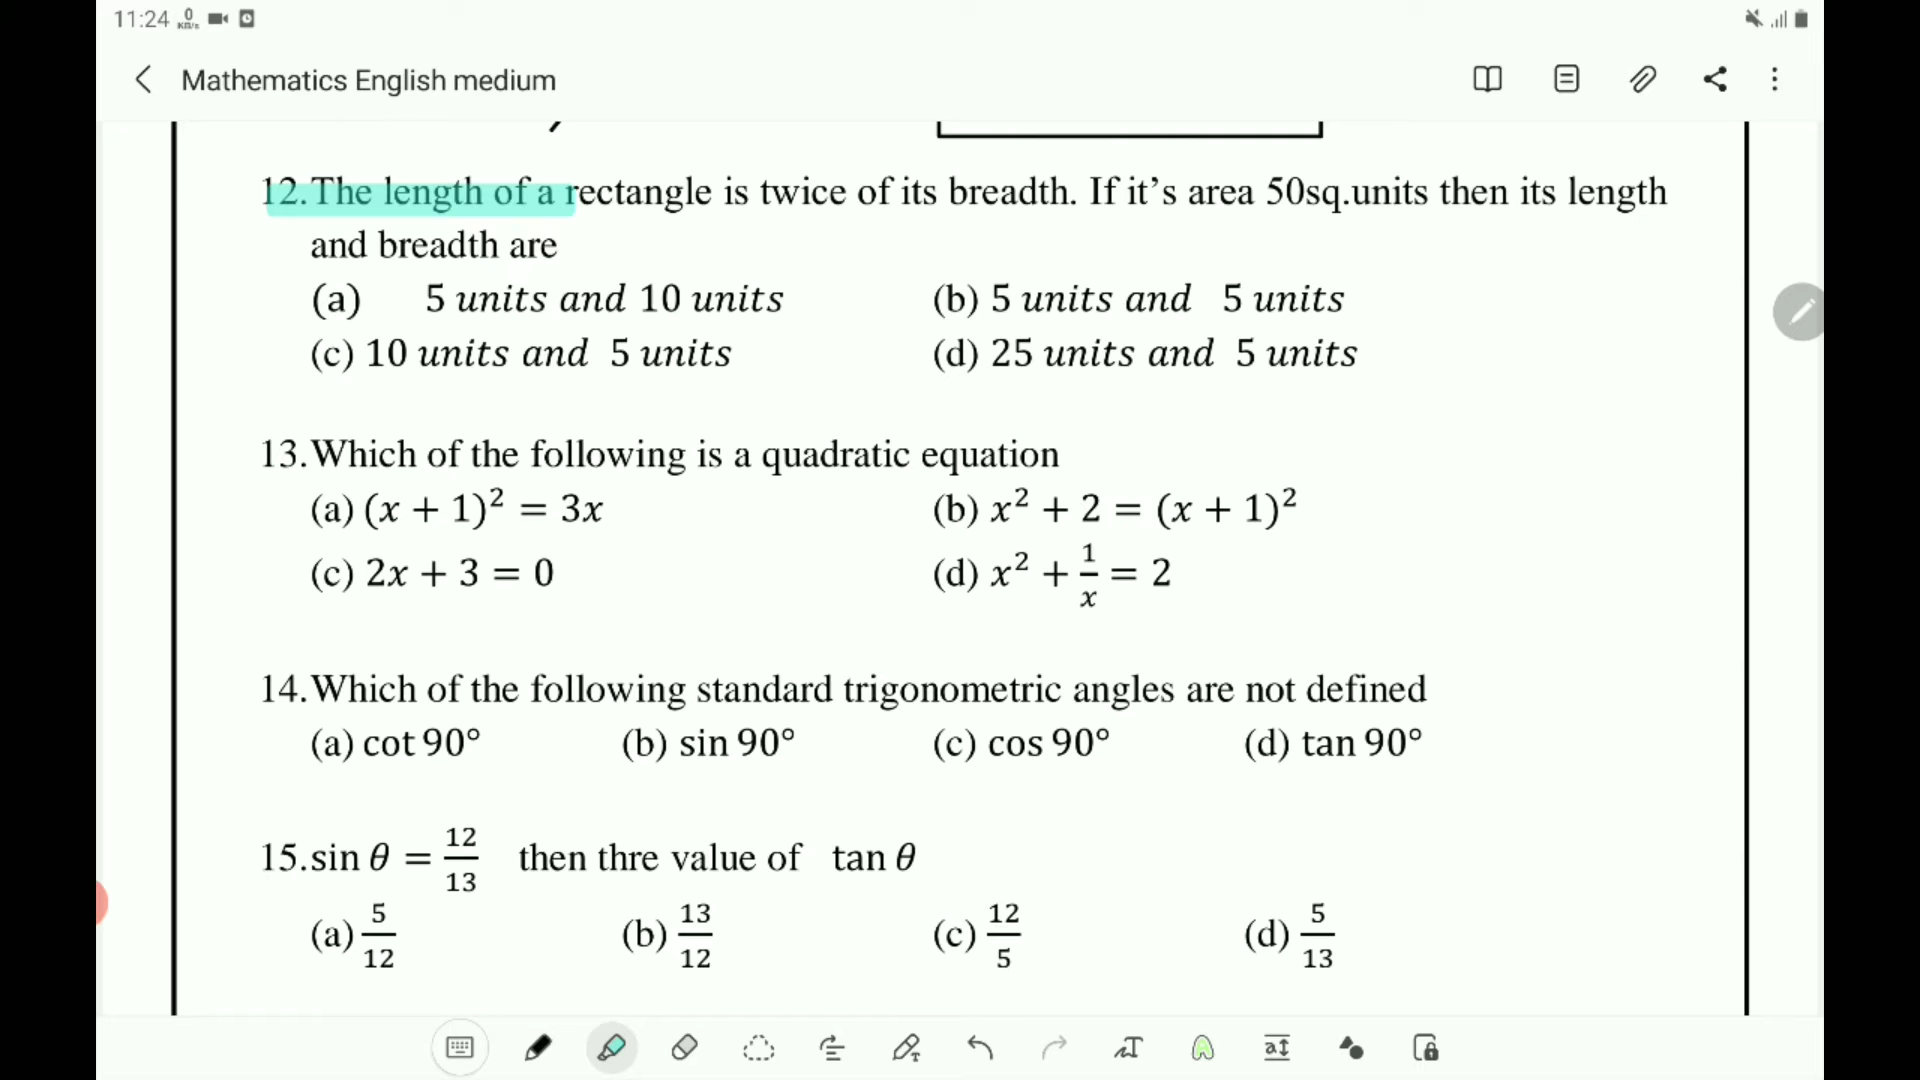 11:24 0 KB/s
Mathematics English medium
12. The length of a rectangle is twice of its breadth. If it’s area 50sq.units then its length
and breadth are
(a) 5 units and 10 units (b) 5 units and 5 units
(c) 10 units and 5 units (d) 25 units and 5 units
13. Which of the following is a quadratic equation
(a) (x + 1)² = 3x (b) x² + 2 = (x + 1)²
(c) 2x + 3 = 0 (d) x² + 1/x = 2
14. Which of the following standard trigonometric angles are not defined
(a) cot 90° (b) sin 90° (c) cos 90° (d) tan 90°
15. sin θ = 12/13 then thre value of tan θ
(a) 5/12 (b) 13/12 (c) 12/5 (d) 5/13